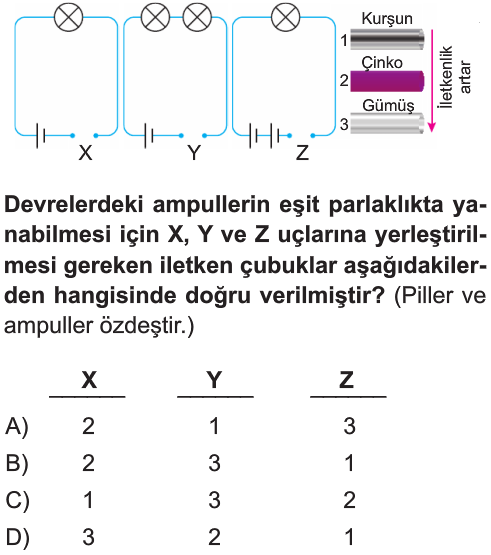 Kurşun
1
Çinko
2
Gümüş
3
İletkenlik
artar
X
Y
Z
Devrelerdeki ampullerin eşit parlaklıkta ya-
nabilmesi için X, Y ve Z uçlarına yerleştiril-
mesi gereken iletken çubuklar aşağıdakiler-
den hangisinde doğru verilmiştir? (Piller ve
ampuller özdeştir.)
X Y Z
A) 2 1 3
B) 2 3 1
C) 1 3 2
D) 3 2 1